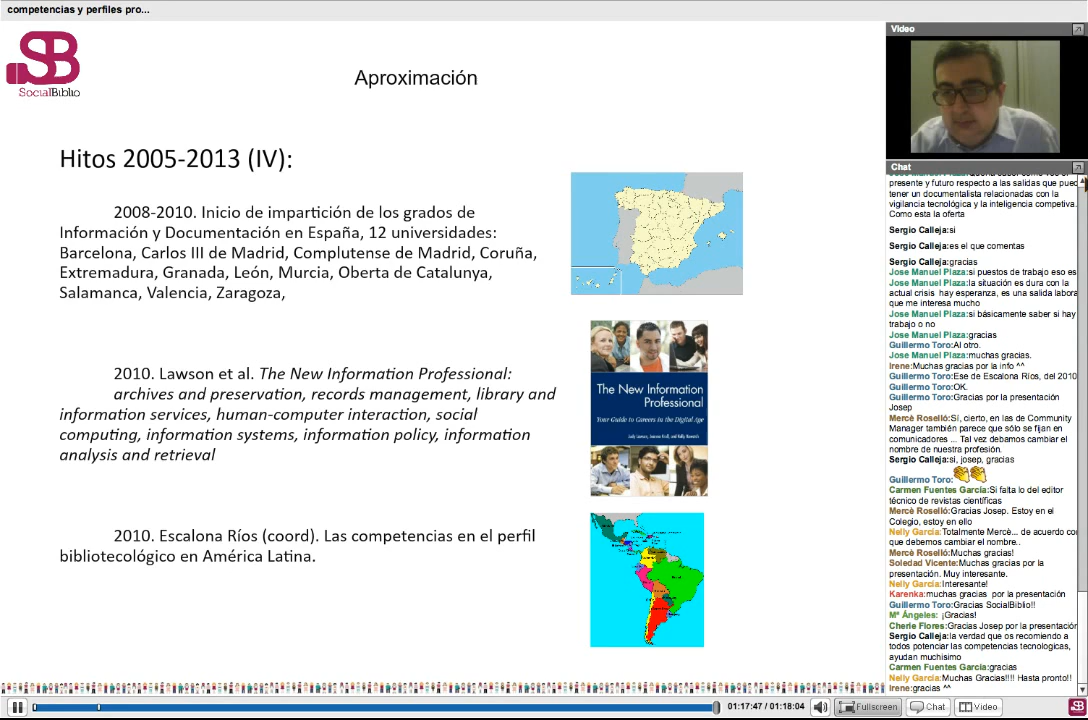 competencias y perfiles pro...
SB
SocialBiblio
Aproximación
Hitos 2005-2013 (IV):
2008-2010. Inicio de impartición de los grados de
Información y Documentación en España, 12 universidades:
Barcelona, Carlos III de Madrid, Complutense de Madrid, Coruña,
Extremadura, Granada, León, Murcia, Oberta de Catalunya,
Salamanca, Valencia, Zaragoza,
2010. Lawson et al. The New Information Professional:
archives and preservation, records management, library and
information services, human-computer interaction, social
computing, information systems, information policy, information
analysis and retrieval
The New Information
Professional
Your Guide to Careers in the Digital Age
2010. Escalona Ríos (coord). Las competencias en el perfil
bibliotecológico en América Latina.
Video
Chat
presente y futuro respecto a las salidas que pued
tener un documentalista relacionadas con la
vigilancia tecnológica y la inteligencia competiva.
Como esta la oferta
Sergio Calleja:si
Sergio Calleja:es el que comentas
Sergio Calleja:gracias
Jose Manuel Plaza:si puestos de trabajo eso es
Jose Manuel Plaza:la situación es dura con la
actual crisis hay esperanza, es una salida labora
que me interesa mucho
Jose Manuel Plaza:si básicamente saber si hay
trabajo o no
Jose Manuel Plaza:gracias
Guillermo Toro:Al otro.
Jose Manuel Plaza:muchas gracias.
Irene:Muchas gracias por la info ^^
Guillermo Toro:Ese de Escalona Ríos, del 2010
Guillermo Toro:OK.
Guillermo Toro:Gracias por la presentación
Josep
Mercè Roselló:Sí, cierto, en las de Community
Manager también parece que sólo se fijan en
comunicadores ... Tal vez debamos cambiar el
nombre de nuestra profesión.
Sergio Calleja:si, josep, gracias
Guillermo Toro:
Carmen Fuentes García:Si falta lo del editor
técnico de revistas científicas
Mercè Roselló:Gracias Josep. Estoy en el
Colegio, estoy en ello
Nelly García:Totalmente Mercè... de acuerdo con
que debemos cambiar el nombre..
Mercè Roselló:Muchas gracias!
Soledad Vicente:Muchas gracias por la
presentación. Muy interesante.
Nelly García:Interesante!
Karenka:muchas gracias por la presentación
Guillermo Toro:Gracias SocialBiblio!!
Mª Ángeles: ¡Gracias!
Cherie Flores:Gracias Josep por la presentación
Sergio Calleja:la verdad que os recomiendo a
todos potenciar las competencias tecnologicas,
ayudan muchisimo
Carmen Fuentes García:gracias
Nelly García:Muchas Gracias!!!! Hasta pronto!!
Irene:gracias ^^
01:17:47 / 01:18:04
Fullscreen
Chat
Video
SB